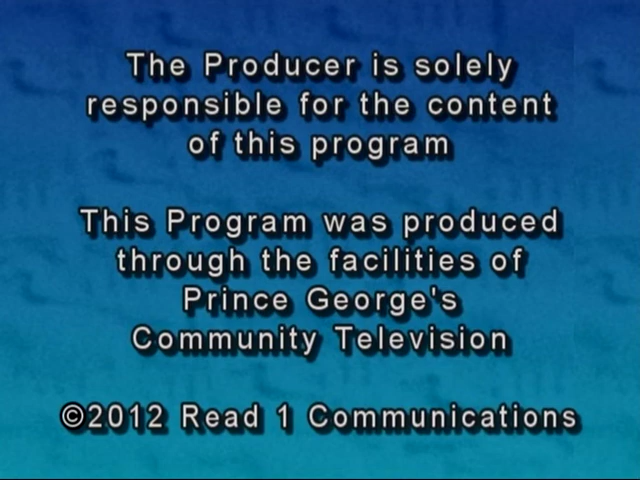 The Producer is solely
responsible for the content
of this program
This Program was produced
through the facilities of
Prince George's
Community Television
©2012 Read 1 Communications